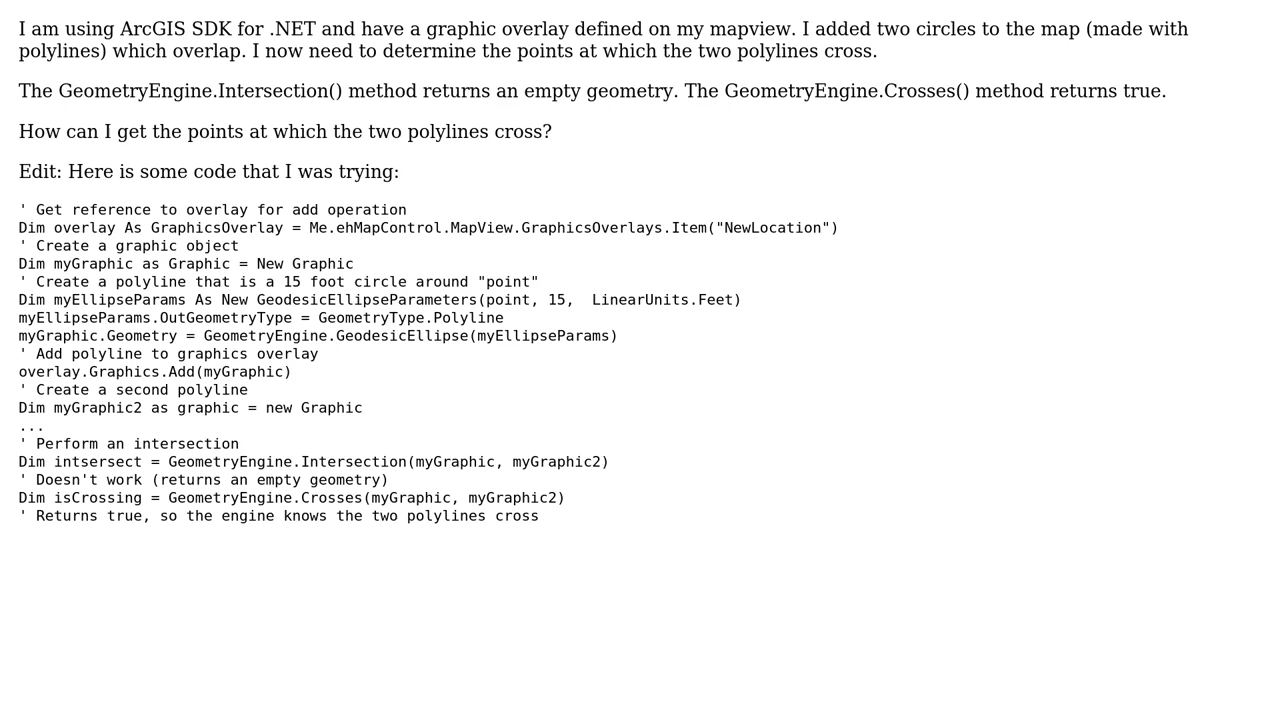 I am using ArcGIS SDK for .NET and have a graphic overlay defined on my mapview. I added two circles to the map (made with
polylines) which overlap. I now need to determine the points at which the two polylines cross.
The GeometryEngine.Intersection() method returns an empty geometry. The GeometryEngine.Crosses() method returns true.
How can I get the points at which the two polylines cross?
Edit: Here is some code that I was trying:
' Get reference to overlay for add operation
Dim overlay As GraphicsOverlay = Me.ehMapControl.MapView.GraphicsOverlays.Item("NewLocation")
' Create a graphic object
Dim myGraphic as Graphic = New Graphic
' Create a polyline that is a 15 foot circle around "point"
Dim myEllipseParams As New GeodesicEllipseParameters(point, 15,  LinearUnits.Feet)
myEllipseParams.OutGeometryType = GeometryType.Polyline
myGraphic.Geometry = GeometryEngine.GeodesicEllipse(myEllipseParams)
' Add polyline to graphics overlay
overlay.Graphics.Add(myGraphic)
' Create a second polyline
Dim myGraphic2 as graphic = new Graphic
...
' Perform an intersection
Dim intsersect = GeometryEngine.Intersection(myGraphic, myGraphic2)
' Doesn't work (returns an empty geometry)
Dim isCrossing = GeometryEngine.Crosses(myGraphic, myGraphic2)
' Returns true, so the engine knows the two polylines cross